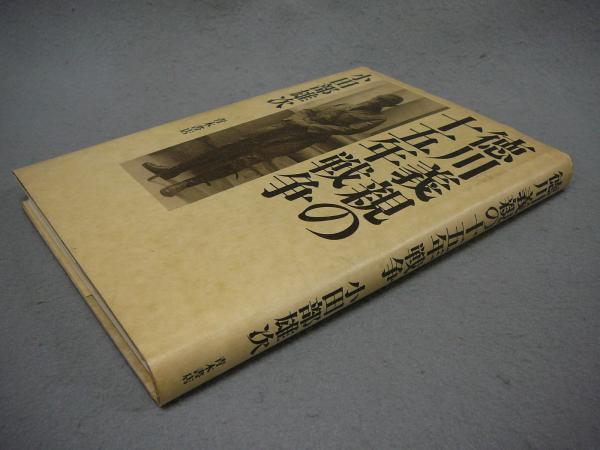 徳川義親の
十五年戦争
小田部雄次
青木書店
徳川義親の十五年戦争
小田部雄次
青木書店